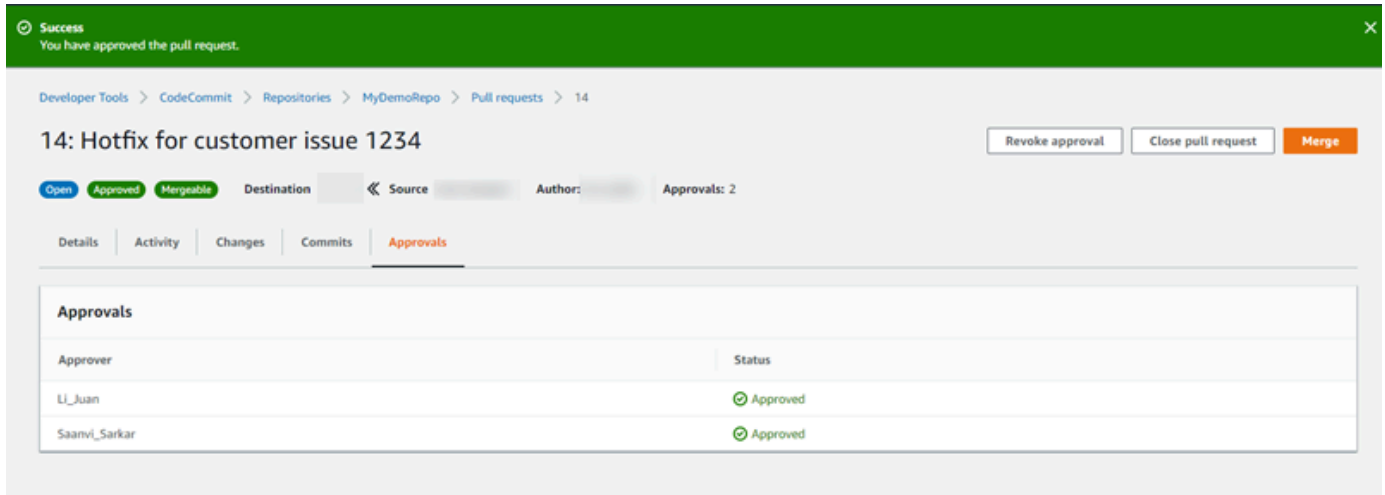 Success
You have approved the pull request.
Developer Tools > CodeCommit > Repositories > MyDemoRepo > Pull requests > 14
14: Hotfix for customer issue 1234
Revoke approval Close pull request Merge
Open Approved Mergeable Destination Source Author: Approvals: 2
Details Activity Changes Commits Approvals
Approvals
Approver Status
Li_Juan Approved
Saanvi_Sarkar Approved